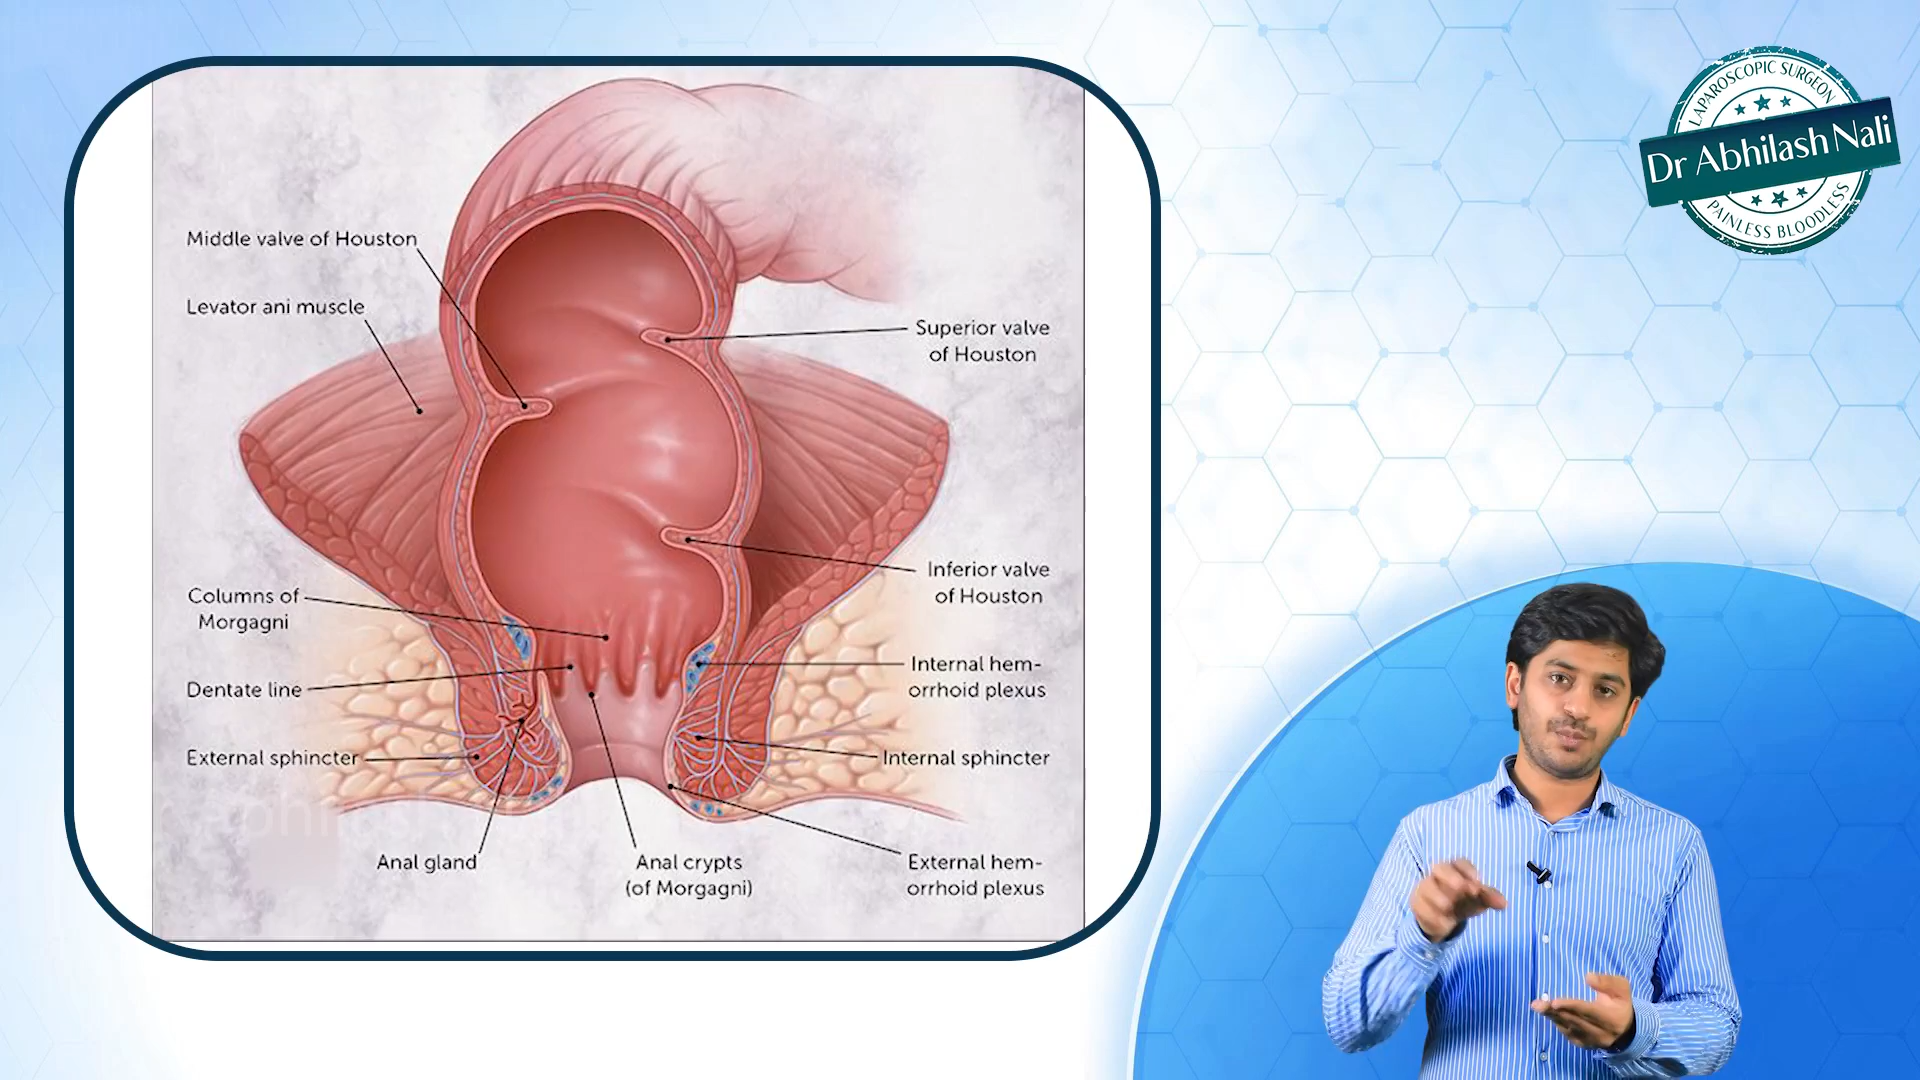 LAPAROSCOPIC SURGEON
Dr Abhilash Nali
PAINLESS BLOODLESS
Middle valve of Houston
Levator ani muscle
Superior valve
of Houston
Inferior valve
of Houston
Columns of
Morgagni
Internal hem-
orrhoid plexus
Dentate line
External sphincter
Internal sphincter
Anal gland
Anal crypts
(of Morgagni)
External hem-
orrhoid plexus